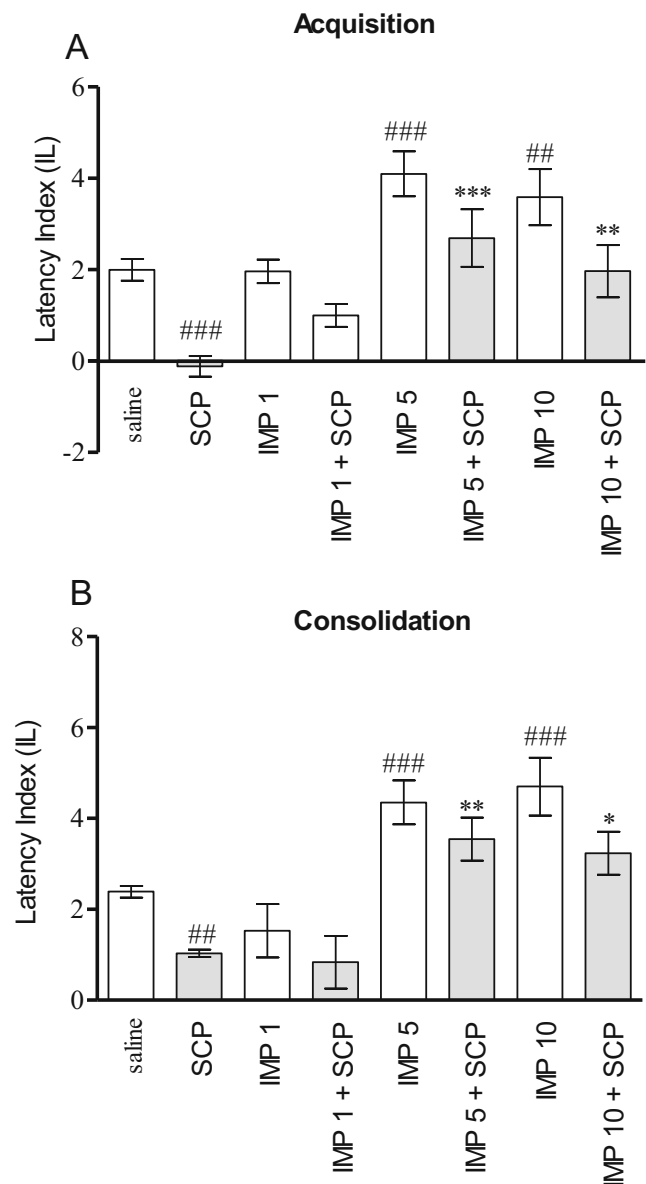 Acquisition
A
Latency Index (IL)
6
4
2
0
-2
###
###
***
##
**
saline
SCP
IMP 1
IMP 1 + SCP
IMP 5
IMP 5 + SCP
IMP 10
IMP 10 + SCP
B
Consolidation
Latency Index (IL)
8
6
4
2
0
##
###
**
###
*
saline
SCP
IMP 1
IMP 1 + SCP
IMP 5
IMP 5 + SCP
IMP 10
IMP 10 + SCP